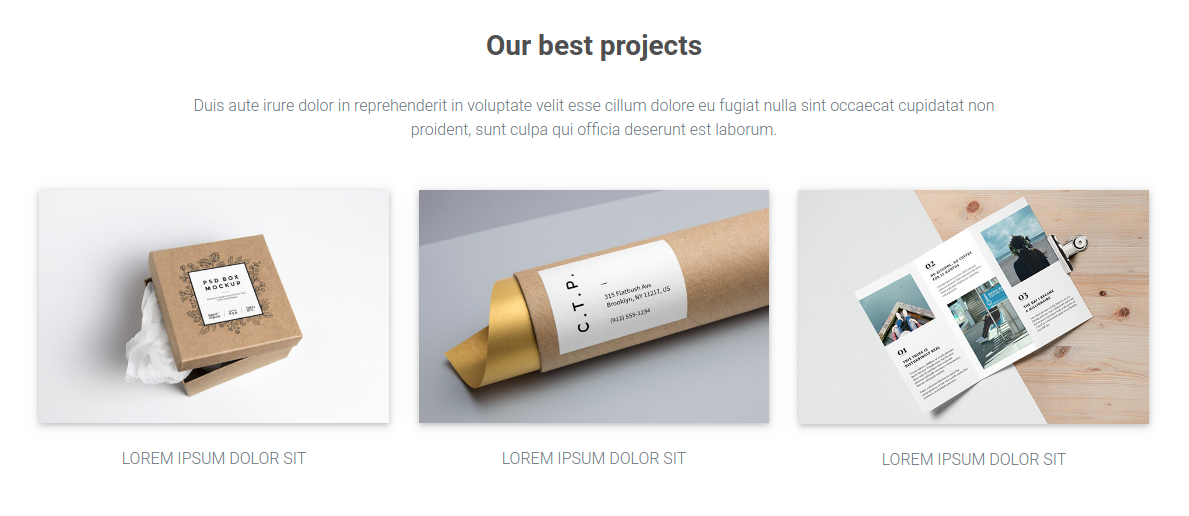 Our best projects
Duis aute irure dolor in reprehenderit in voluptate velit esse cillum dolore eu fugiat nulla sint occaecat cupidatat non
proident, sunt culpa qui officia deserunt est laborum.
PSD BOX
MOCKUP
C.T.P.
315 Flatbush Ave
Brooklyn, NY 11217, US
(912) 555-1234
02
03
01
LOREM IPSUM DOLOR SIT
LOREM IPSUM DOLOR SIT
LOREM IPSUM DOLOR SIT